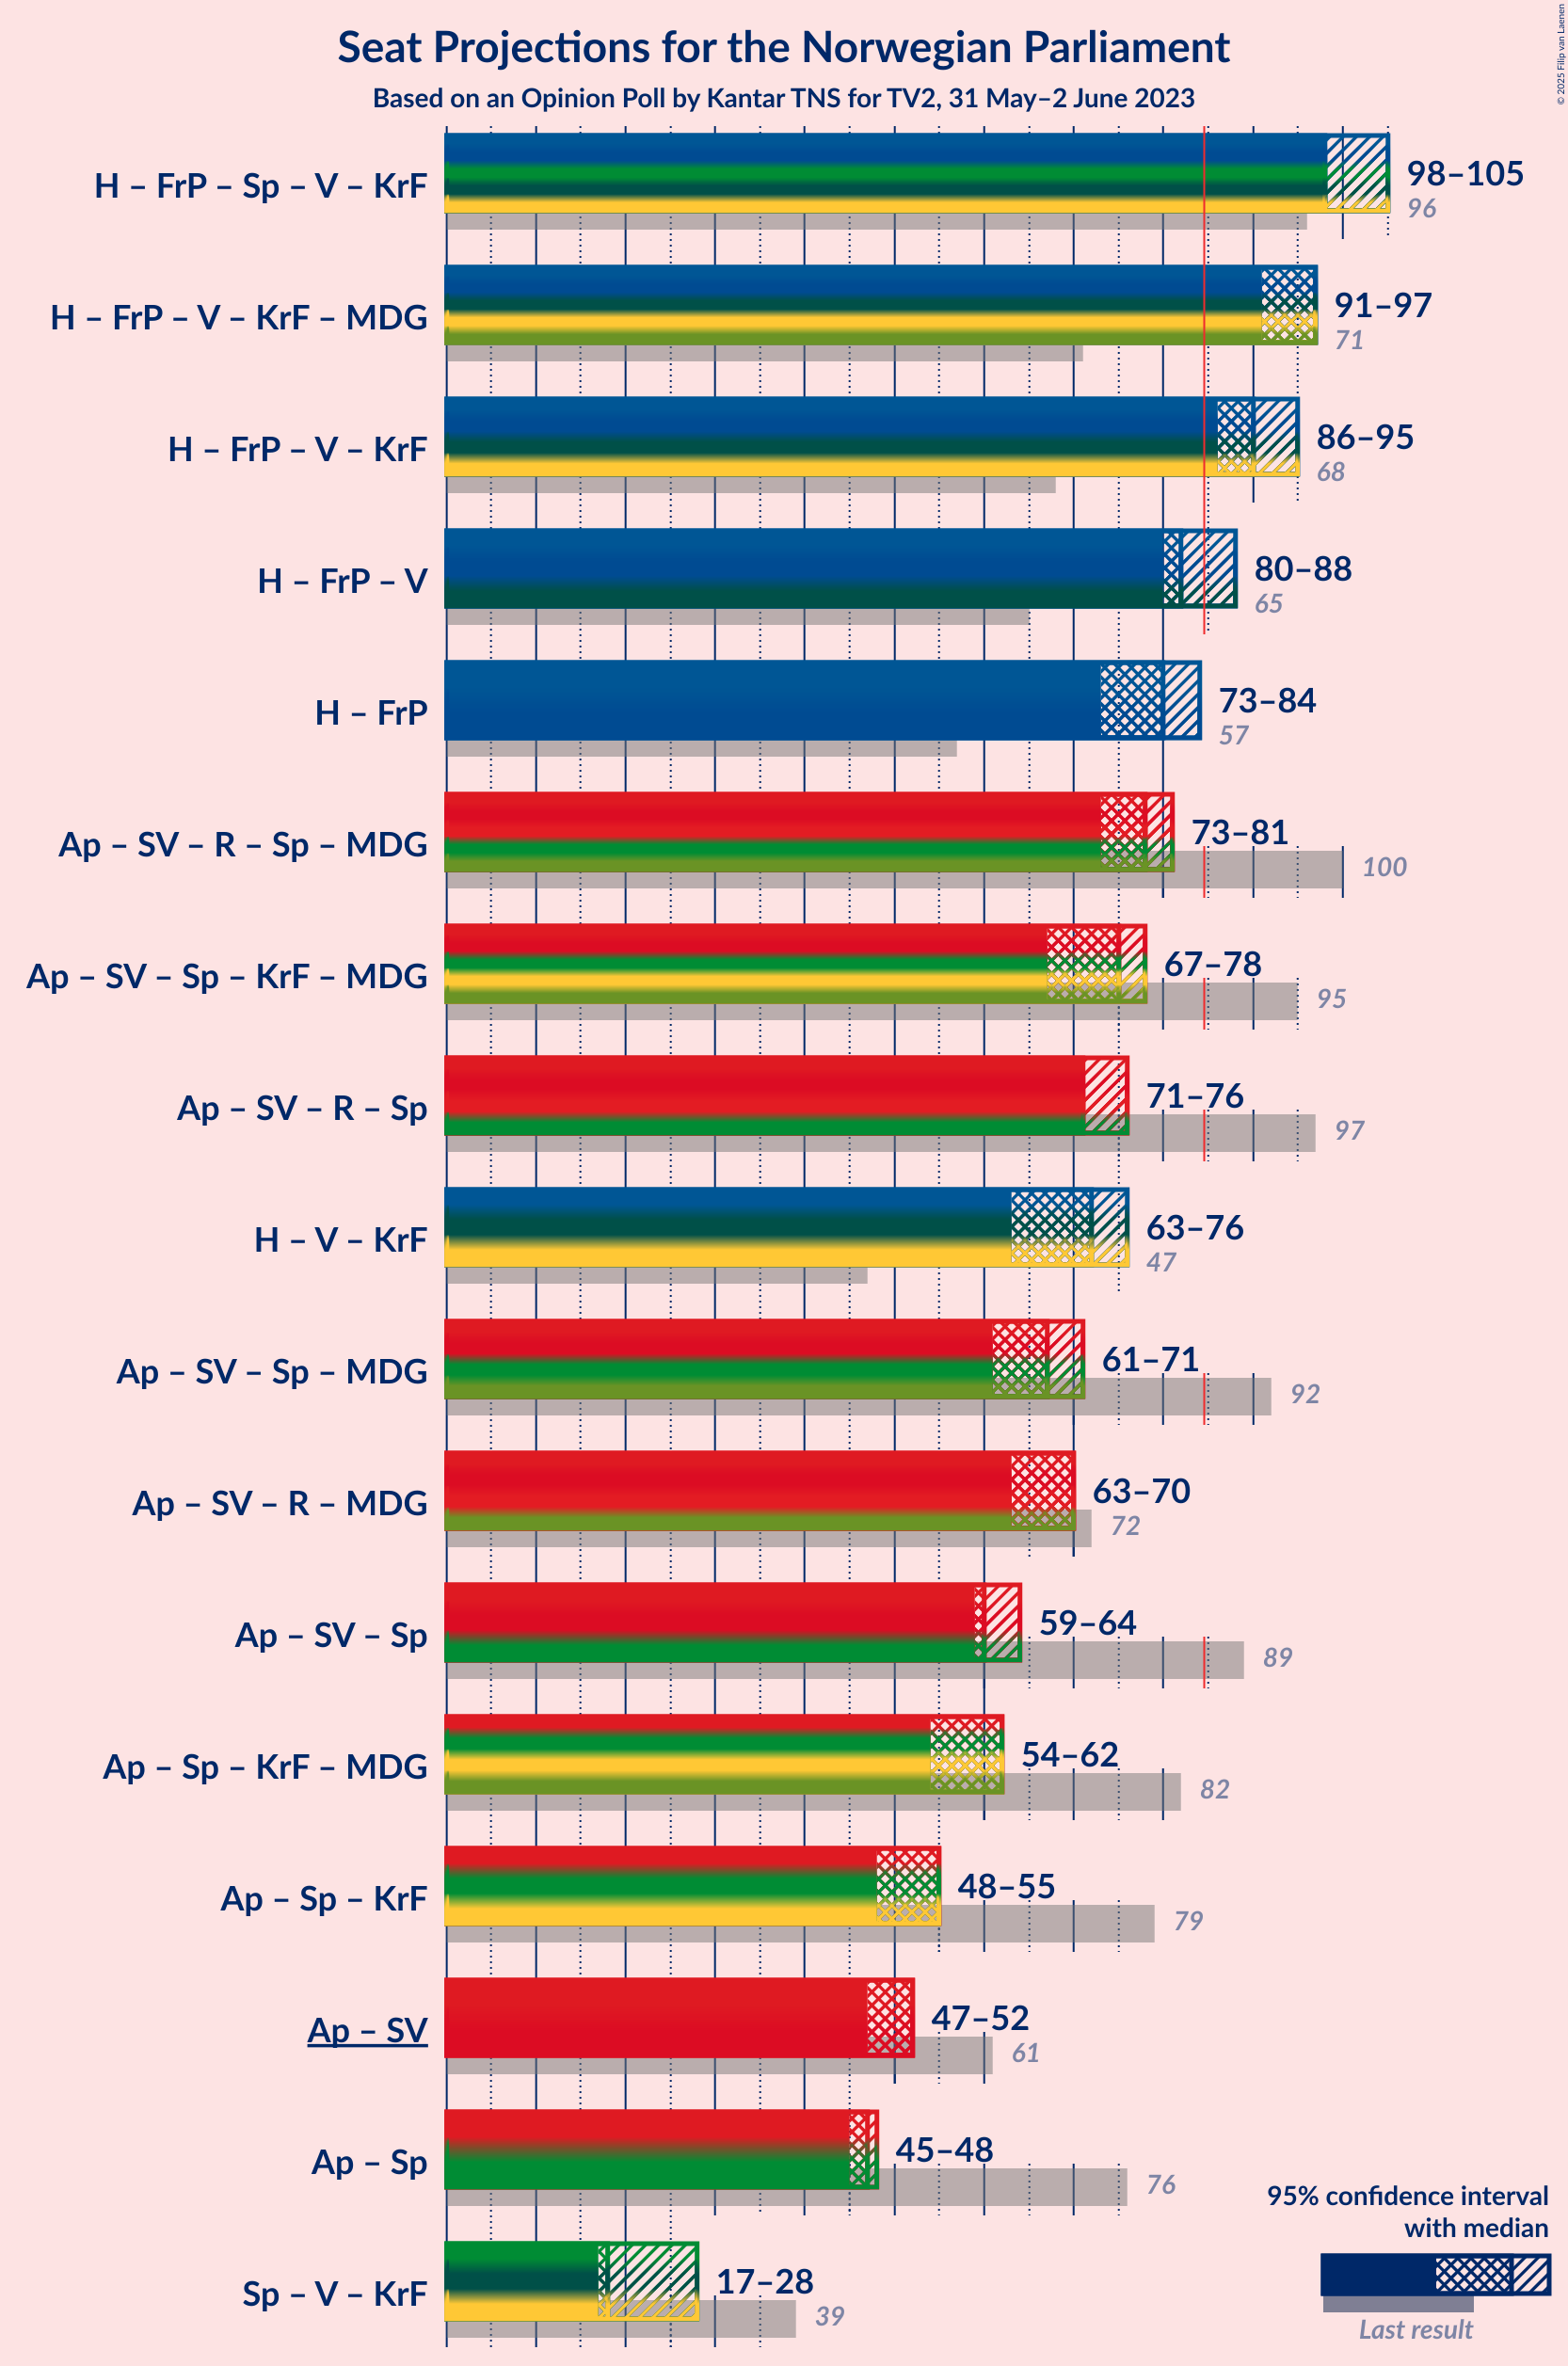 Seat Projections for the Norwegian Parliament
Based on an Opinion Poll by Kantar TNS for TV2, 31 May–2 June 2023
© 2025 Filip van Laenen
H – FrP – Sp – V – KrF
98–105
96
H – FrP – V – KrF – MDG
91–97
71
H – FrP – V – KrF
86–95
68
H – FrP – V
80–88
65
H – FrP
73–84
57
Ap – SV – R – Sp – MDG
73–81
100
Ap – SV – Sp – KrF – MDG
67–78
95
Ap – SV – R – Sp
71–76
97
H – V – KrF
63–76
47
Ap – SV – Sp – MDG
61–71
92
Ap – SV – R – MDG
63–70
72
Ap – SV – Sp
59–64
89
Ap – Sp – KrF – MDG
54–62
82
Ap – Sp – KrF
48–55
79
Ap – SV
47–52
61
Ap – Sp
45–48
76
Sp – V – KrF
17–28
39
95% confidence interval
with median
Last result